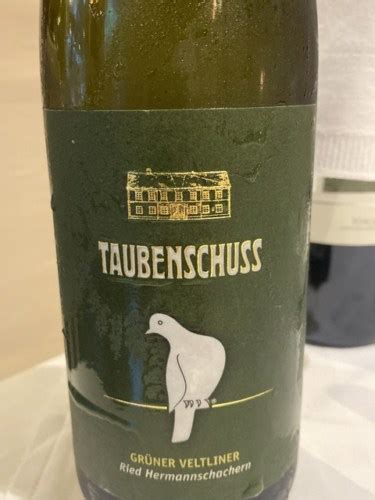 TAUBENSCHUSS
GRÜNER VELTLINER
Ried Hermannschachern